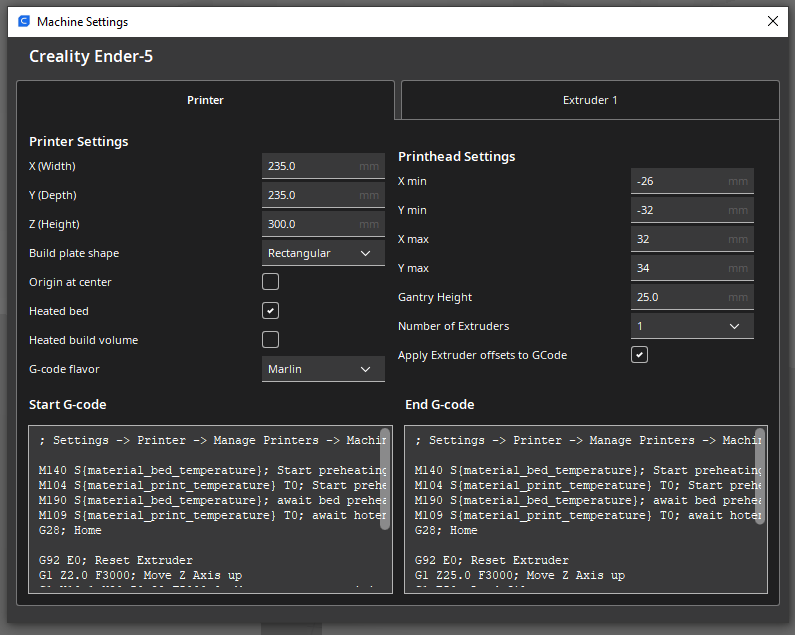 Machine Settings
Creality Ender-5
Printer
Extruder 1
Printer Settings
X (Width)
235.0
mm
Y (Depth)
235.0
mm
Z (Height)
300.0
mm
Build plate shape
Rectangular
Origin at center
Heated bed
Heated build volume
G-code flavor
Marlin
Printhead Settings
X min
-26
mm
Y min
-32
mm
X max
32
mm
Y max
34
mm
Gantry Height
25.0
mm
Number of Extruders
1
Apply Extruder offsets to GCode
Start G-code
; Settings -> Printer -> Manage Printers -> Machin
M140 S{material_bed_temperature}; Start preheating
M104 S{material_print_temperature} T0; Start prehe
M190 S{material_bed_temperature}; await bed prehea
M109 S{material_print_temperature} T0; await hoten
G28; Home
G92 E0; Reset Extruder
G1 Z2.0 F3000; Move Z Axis up
End G-code
; Settings -> Printer -> Manage Printers -> Machin
M140 S{material_bed_temperature}; Start preheating
M104 S{material_print_temperature} T0; Start prehe
M190 S{material_bed_temperature}; await bed prehea
M109 S{material_print_temperature} T0; await hoten
G28; Home
G92 E0; Reset Extruder
G1 Z25.0 F3000; Move Z Axis up